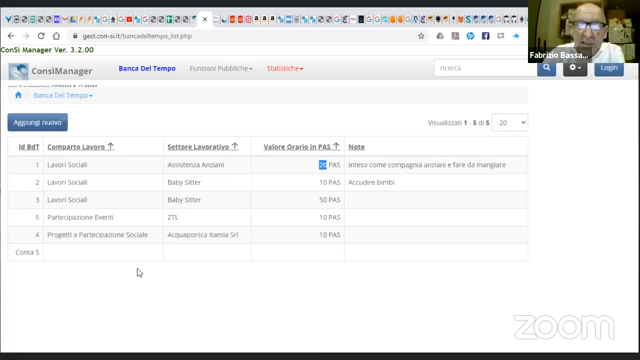 gest.con-si.it/bancadeltempo_list.php
ConSi Manager Ver. 3.2.00
ConsiManager
Banca Del Tempo
Funzioni Pubbliche
Statistiche
ricerca
Login
Fabrizio Bassa...
Banca Del Tempo
Aggiungi nuovo
Visualizzati 1 - 5 di 5
20
Id BdT Comparto Lavoro Settore Lavorativo Valore Orario in PAS Note
1 Lavori Sociali Assistenza Anziani 20 PAS Inteso come compagnia anziani e fare da mangiare
2 Lavori Sociali Baby Sitter 10 PAS Accudire bimbi
3 Lavori Sociali Baby Sitter 50 PAS
5 Partecipazione Eventi ZTL 10 PAS
4 Progetti a Partecipazione Sociale Acquaponica Itamia Srl 10 PAS
Conta 5
zoom